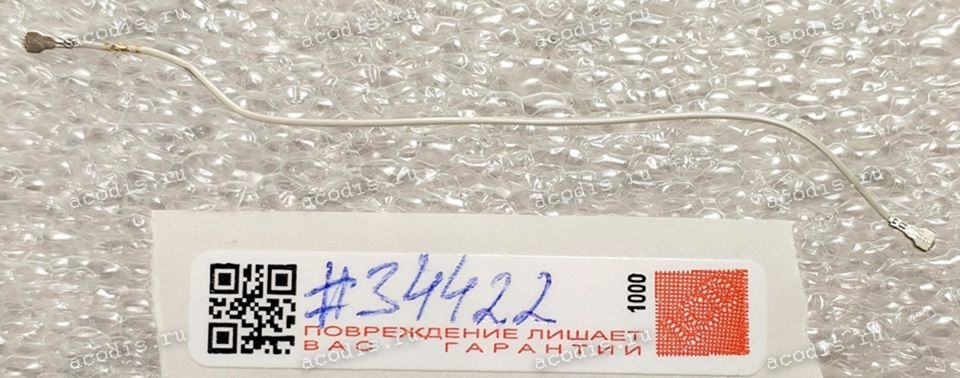 #34422
1000
ПОВРЕЖДЕНИЕ ЛИШАЕТ
ВАС ГАРАНТИИ
acodis.ru